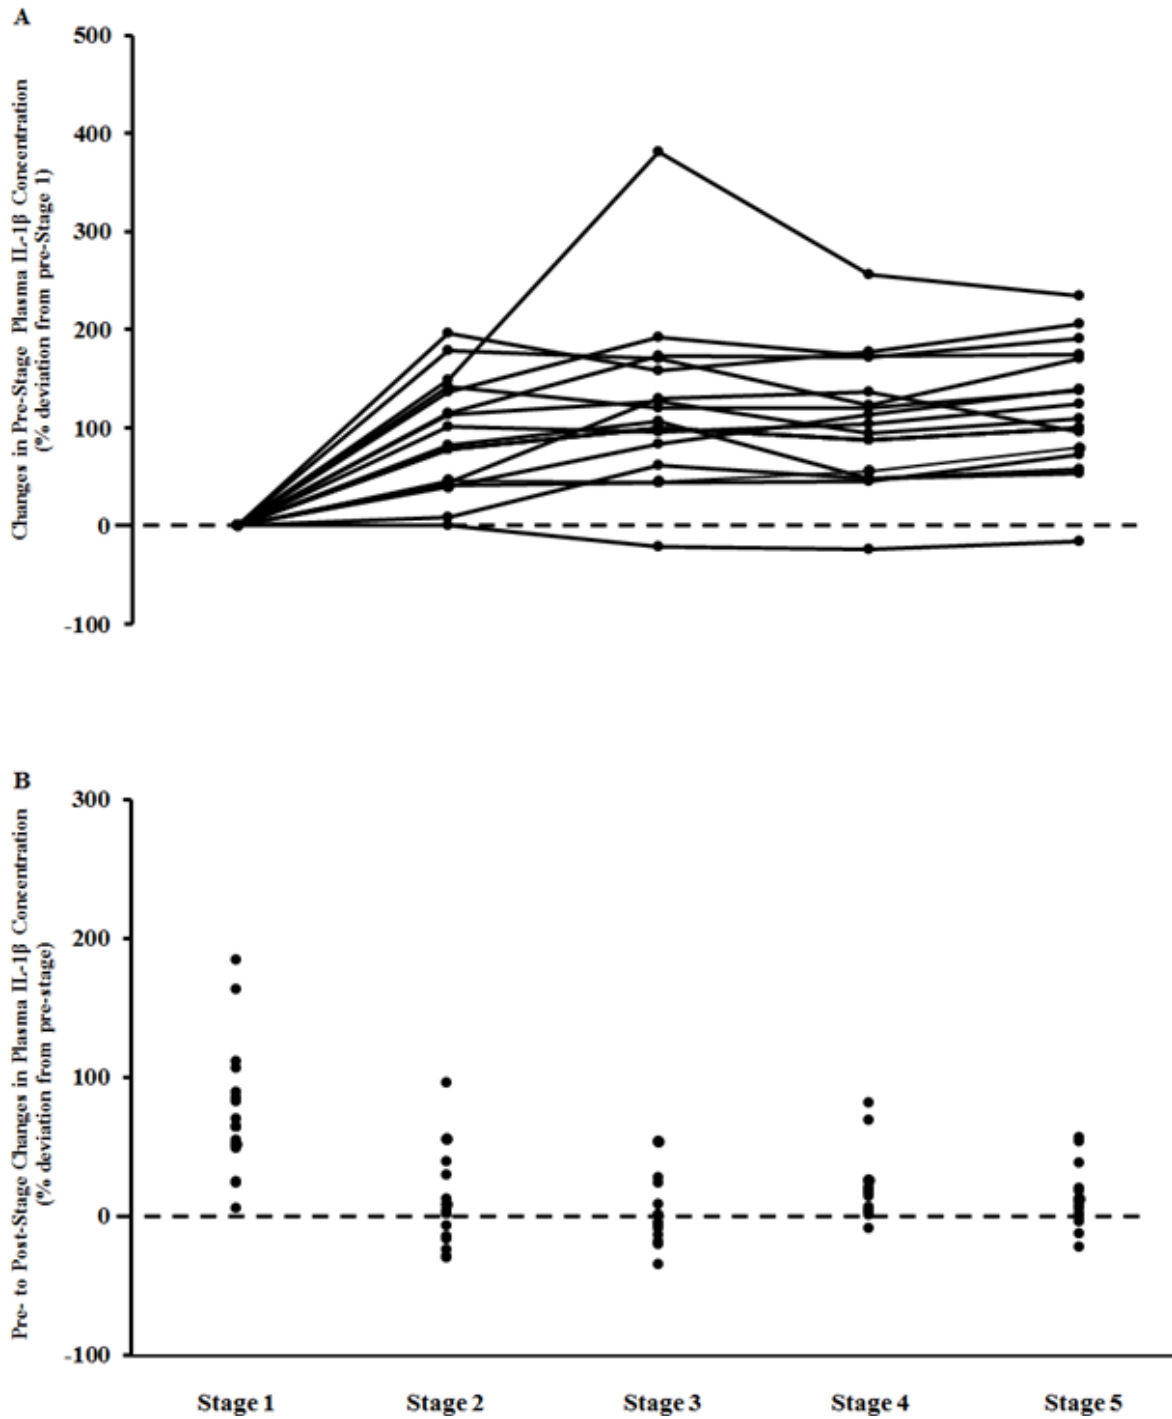 A
Changes in Pre-Stage Plasma IL-1β Concentration
(% deviation from pre-Stage 1)
500
400
300
200
100
0
-100
B
Pre- to Post-Stage Changes in Plasma IL-1β Concentration
(% deviation from pre-stage)
300
200
100
0
-100
Stage 1 Stage 2 Stage 3 Stage 4 Stage 5